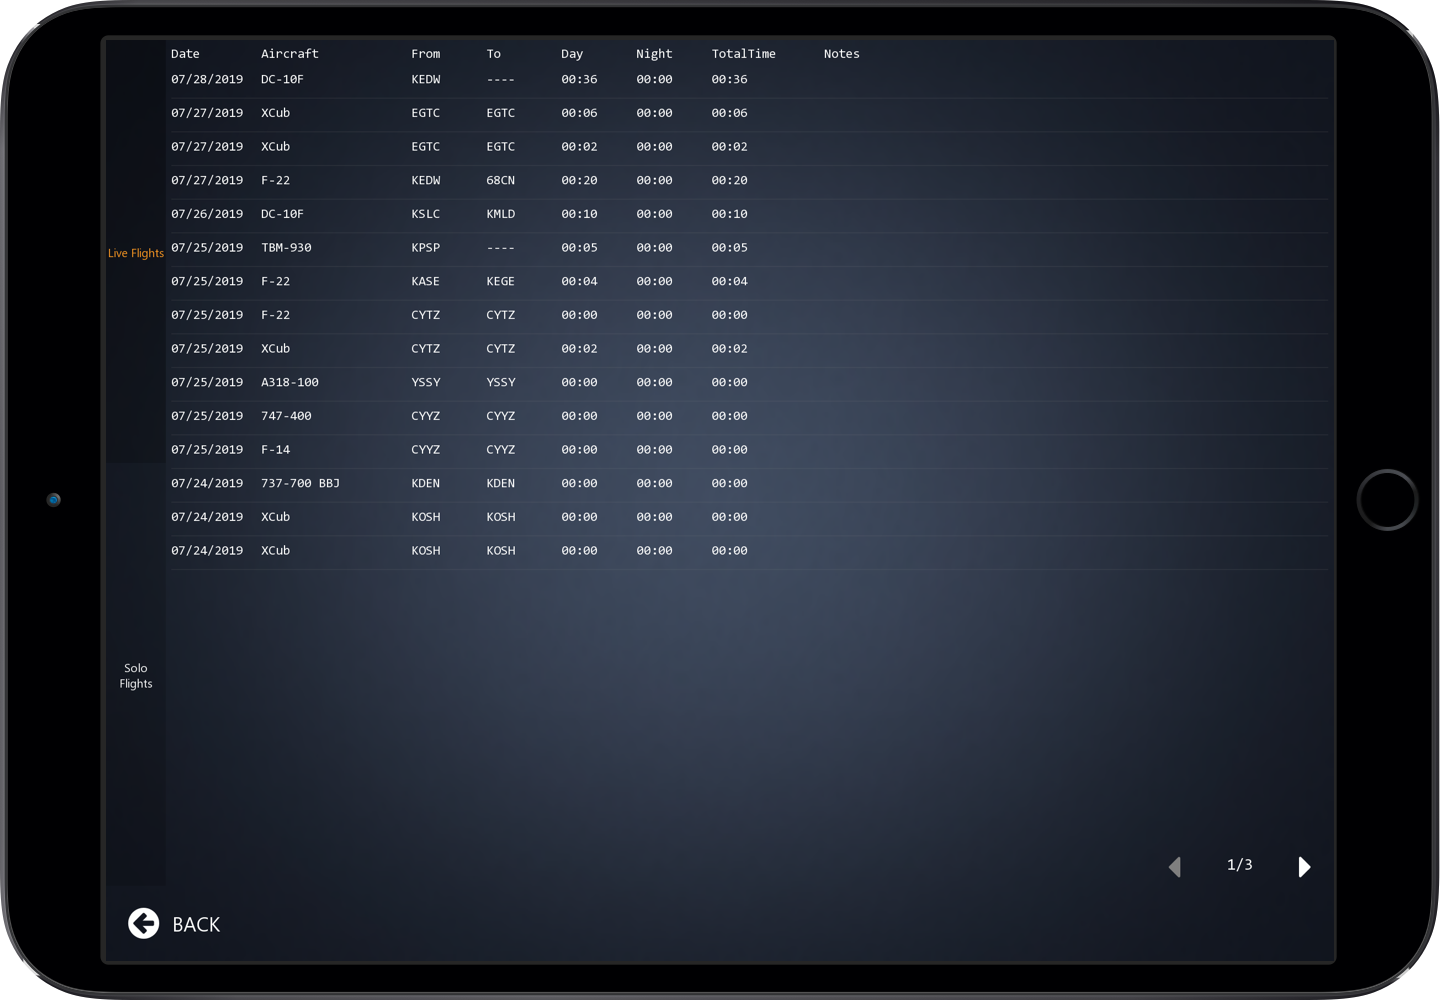 Date Aircraft From To Day Night TotalTime Notes
07/28/2019 DC-10F KEDW ---- 00:36 00:00 00:36
07/27/2019 XCub EGTC EGTC 00:06 00:00 00:06
07/27/2019 XCub EGTC EGTC 00:02 00:00 00:02
07/27/2019 F-22 KEDW 68CN 00:20 00:00 00:20
07/26/2019 DC-10F KSLC KMLD 00:10 00:00 00:10
07/25/2019 TBM-930 KPSP ---- 00:05 00:00 00:05
Live Flights
07/25/2019 F-22 KASE KEGE 00:04 00:00 00:04
07/25/2019 F-22 CYTZ CYTZ 00:00 00:00 00:00
07/25/2019 XCub CYTZ CYTZ 00:02 00:00 00:02
07/25/2019 A318-100 YSSY YSSY 00:00 00:00 00:00
07/25/2019 747-400 CYYZ CYYZ 00:00 00:00 00:00
07/25/2019 F-14 CYYZ CYYZ 00:00 00:00 00:00
07/24/2019 737-700 BBJ KDEN KDEN 00:00 00:00 00:00
07/24/2019 XCub KOSH KOSH 00:00 00:00 00:00
07/24/2019 XCub KOSH KOSH 00:00 00:00 00:00
Solo
Flights
1/3
BACK